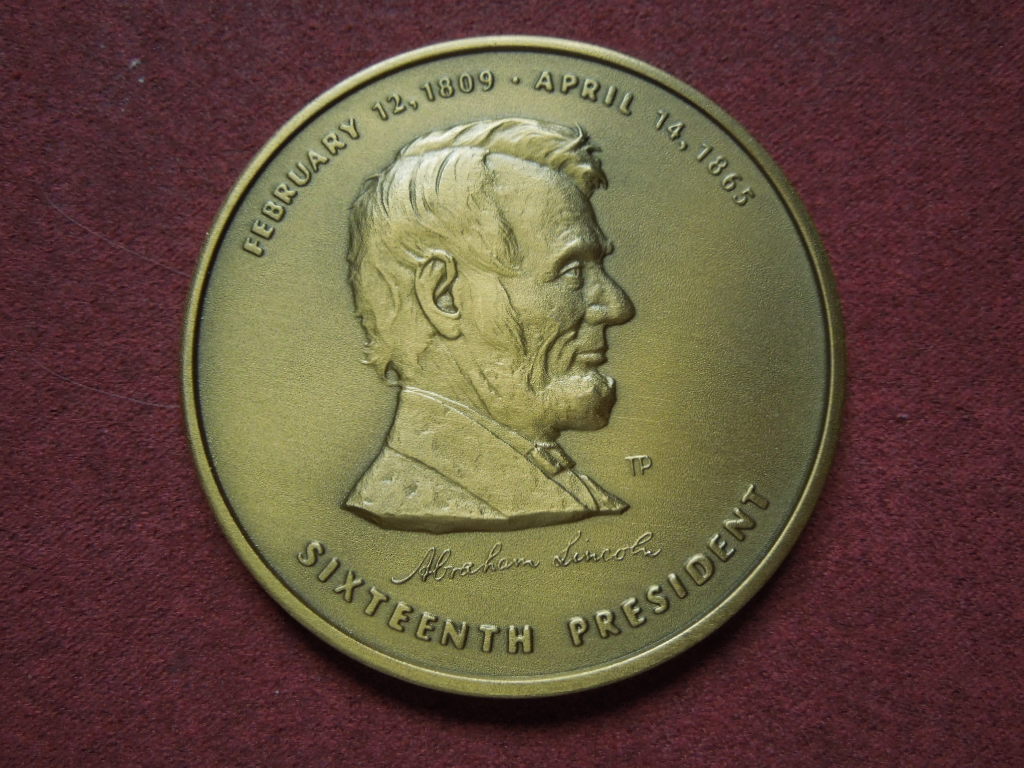 FEBRUARY 12, 1809 · APRIL 14, 1865
TP
Abraham Lincoln
SIXTEENTH PRESIDENT